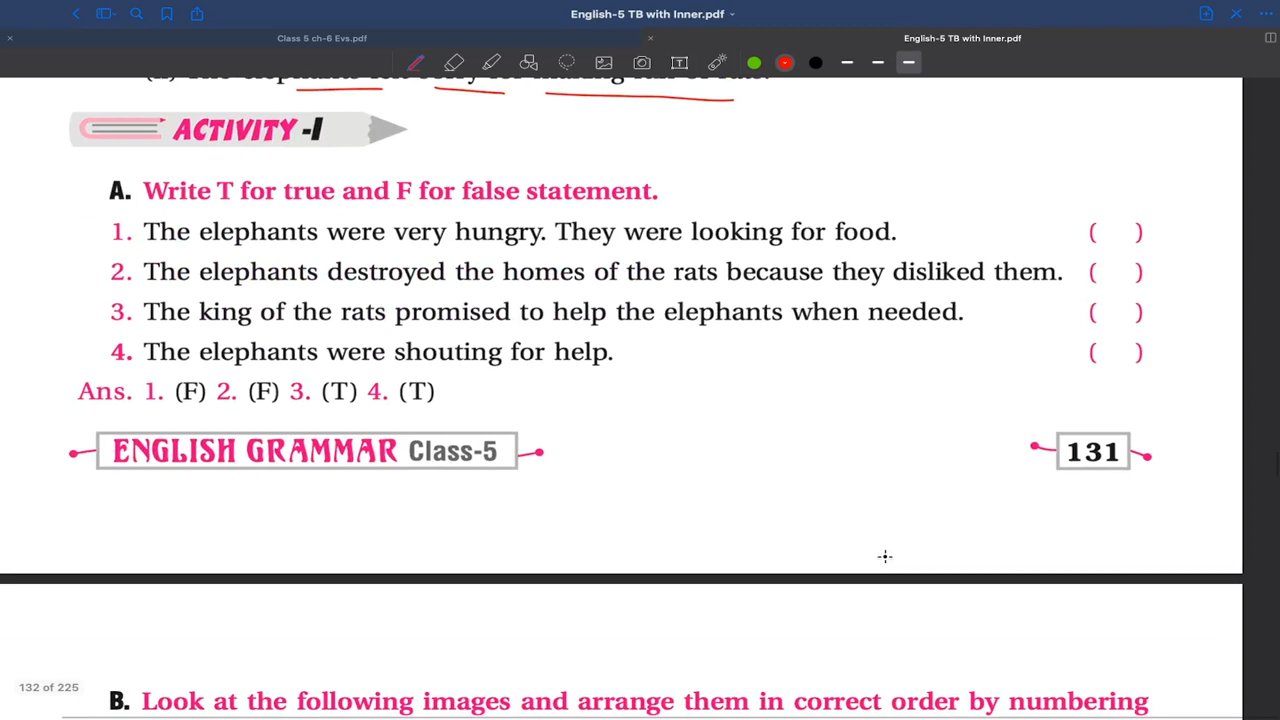 English-5 TB with Inner.pdf
Class 5 ch-6 Evs.pdf
English-5 TB with Inner.pdf
ACTIVITY -I
A. Write T for true and F for false statement.
1. The elephants were very hungry. They were looking for food. ( )
2. The elephants destroyed the homes of the rats because they disliked them. ( )
3. The king of the rats promised to help the elephants when needed. ( )
4. The elephants were shouting for help. ( )
Ans. 1. (F) 2. (F) 3. (T) 4. (T)
ENGLISH GRAMMAR Class-5
131
132 of 225
B. Look at the following images and arrange them in correct order by numbering